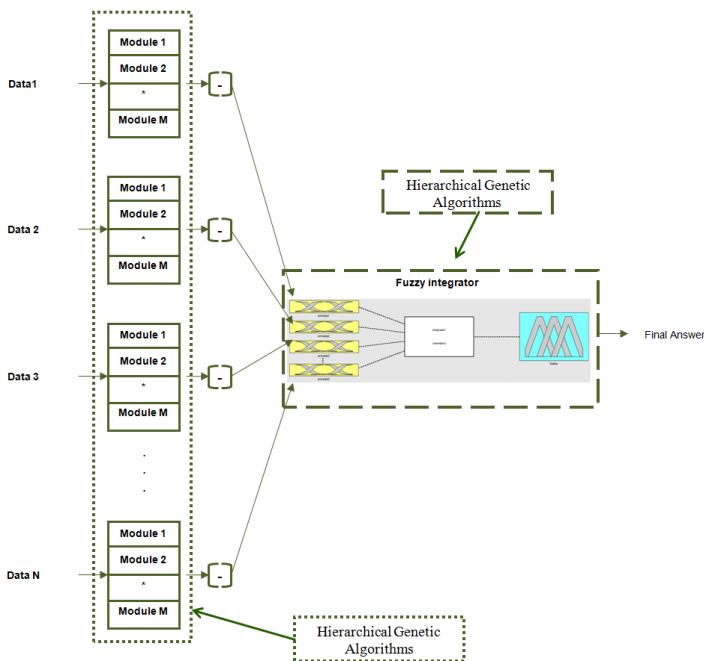 Module 1
Module 2
*
Module M
Data1
-
Module 1
Module 2
*
Module M
Data 2
-
Hierarchical Genetic
Algorithms
Fuzzy integrator
Final Answer
Module 1
Module 2
*
Module M
Data 3
-
.
.
.
Module 1
Module 2
*
Module M
Data N
-
Hierarchical Genetic
Algorithms